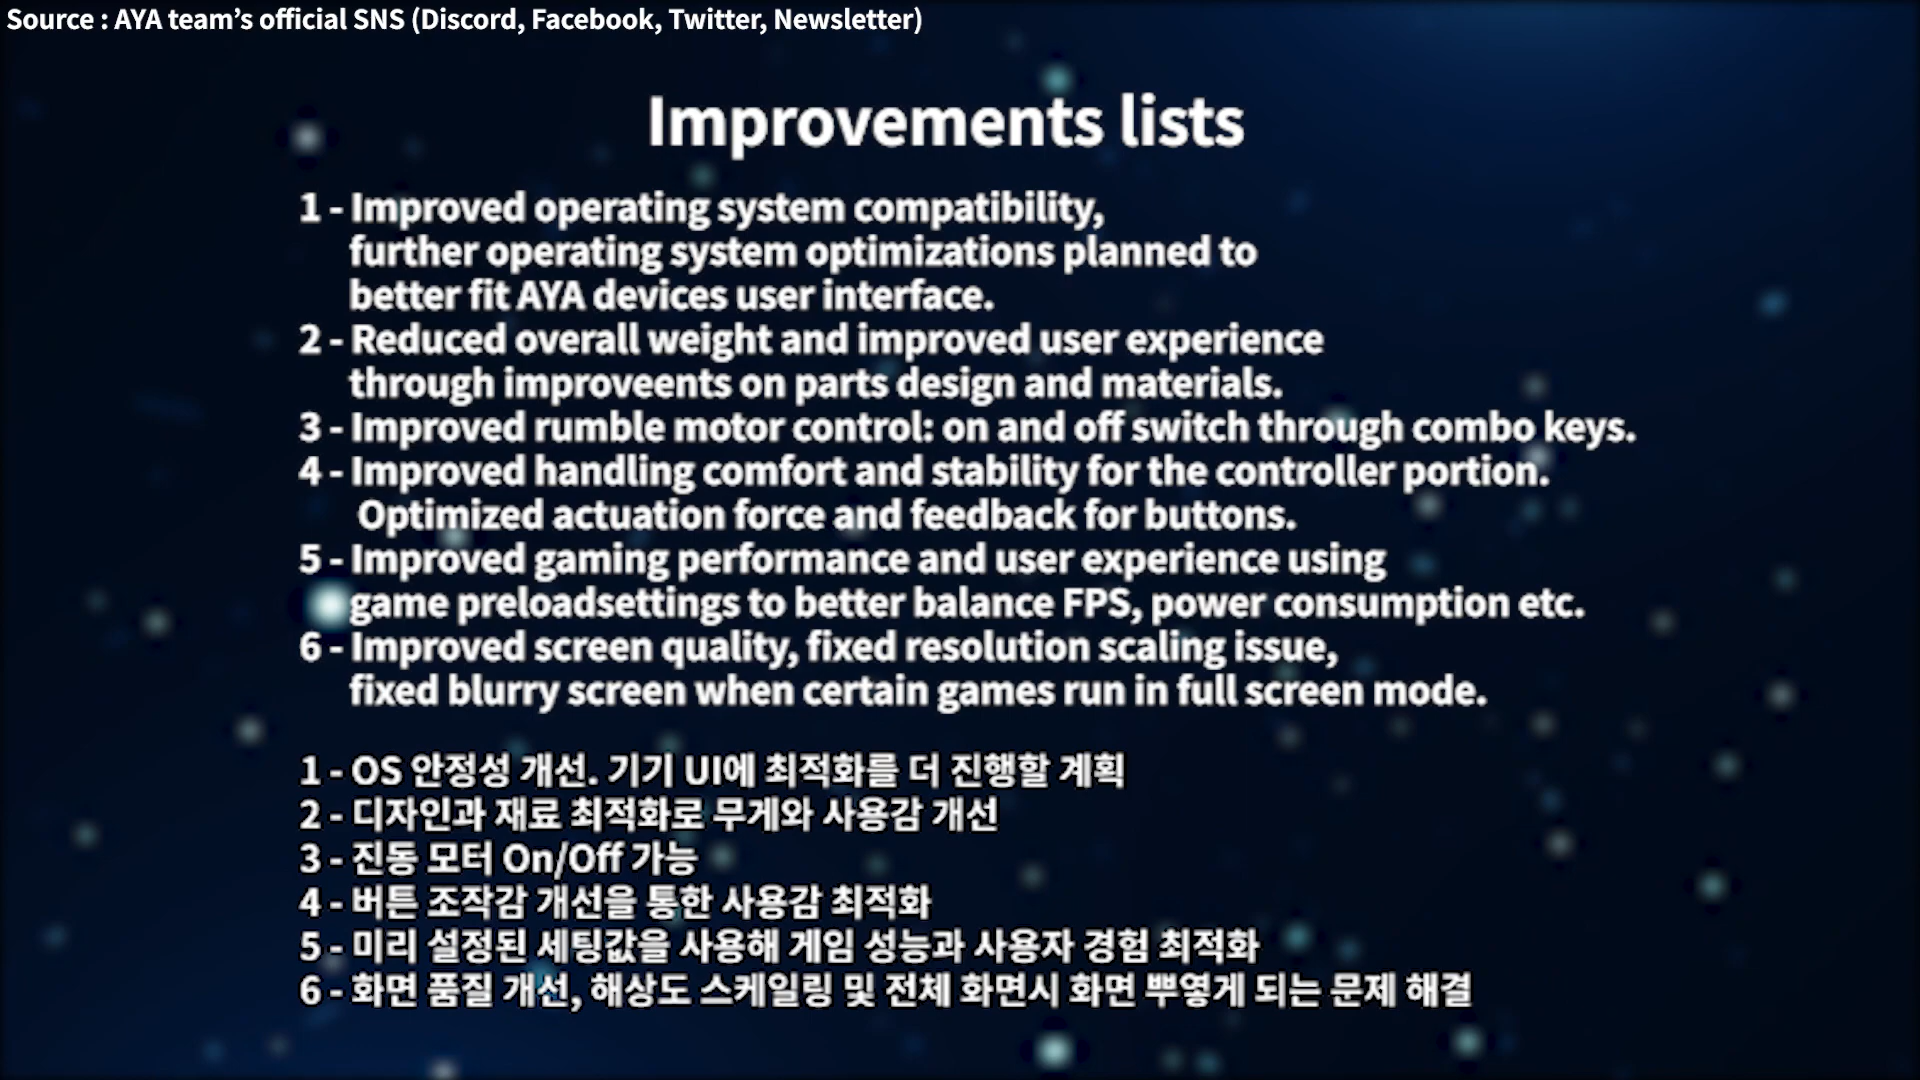 Source : AYA team’s official SNS (Discord, Facebook, Twitter, Newsletter)
Improvements lists
1 - Improved operating system compatibility,
further operating system optimizations planned to
better fit AYA devices user interface.
2 - Reduced overall weight and improved user experience
through improveents on parts design and materials.
3 - Improved rumble motor control: on and off switch through combo keys.
4 - Improved handling comfort and stability for the controller portion.
Optimized actuation force and feedback for buttons.
5 - Improved gaming performance and user experience using
game preloadsettings to better balance FPS, power consumption etc.
6 - Improved screen quality, fixed resolution scaling issue,
fixed blurry screen when certain games run in full screen mode.
1 - OS 안정성 개선. 기기 UI에 최적화를 더 진행할 계획
2 - 디자인과 재료 최적화로 무게와 사용감 개선
3 - 진동 모터 On/Off 가능
4 - 버튼 조작감 개선을 통한 사용감 최적화
5 - 미리 설정된 세팅값을 사용해 게임 성능과 사용자 경험 최적화
6 - 화면 품질 개선, 해상도 스케일링 및 전체 화면시 화면 뿌옇게 되는 문제 해결